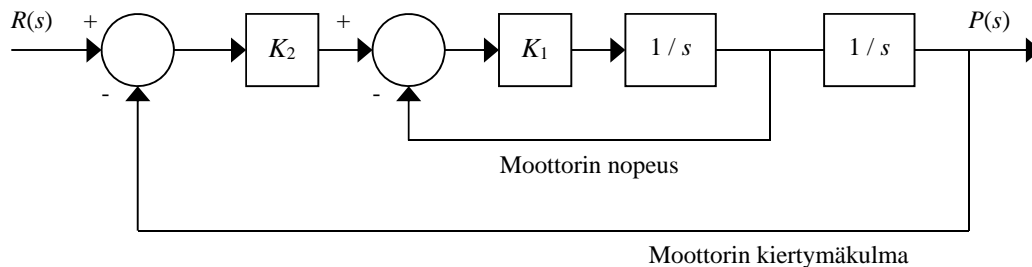 R(s) + + P(s)
K2 K1 1 / s 1 / s
- -
Moottorin nopeus
Moottorin kiertymäkulma